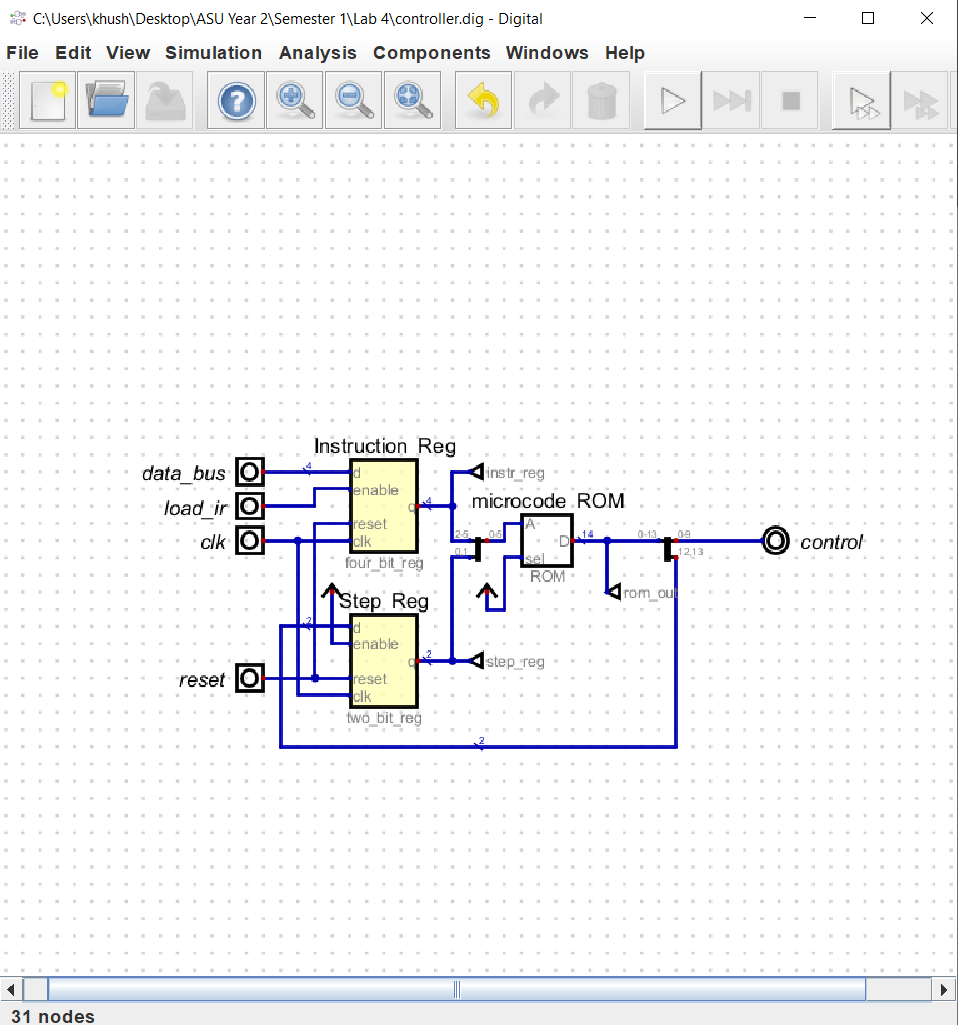 C:\Users\khush\Desktop\ASU Year 2\Semester 1\Lab 4\controller.dig - Digital
File Edit View Simulation Analysis Components Windows Help
Instruction Reg
data_bus 4 d instr_reg
enable
load_ir q 4 microcode ROM
reset A
clk clk 2-5 0-5 D 14 0-13 0-9 control
0,1 sel 12,13
four_bit_reg ROM
Step Reg rom_out
2 d
enable
q 2 step_reg
reset reset
clk
two_bit_reg
2
31 nodes